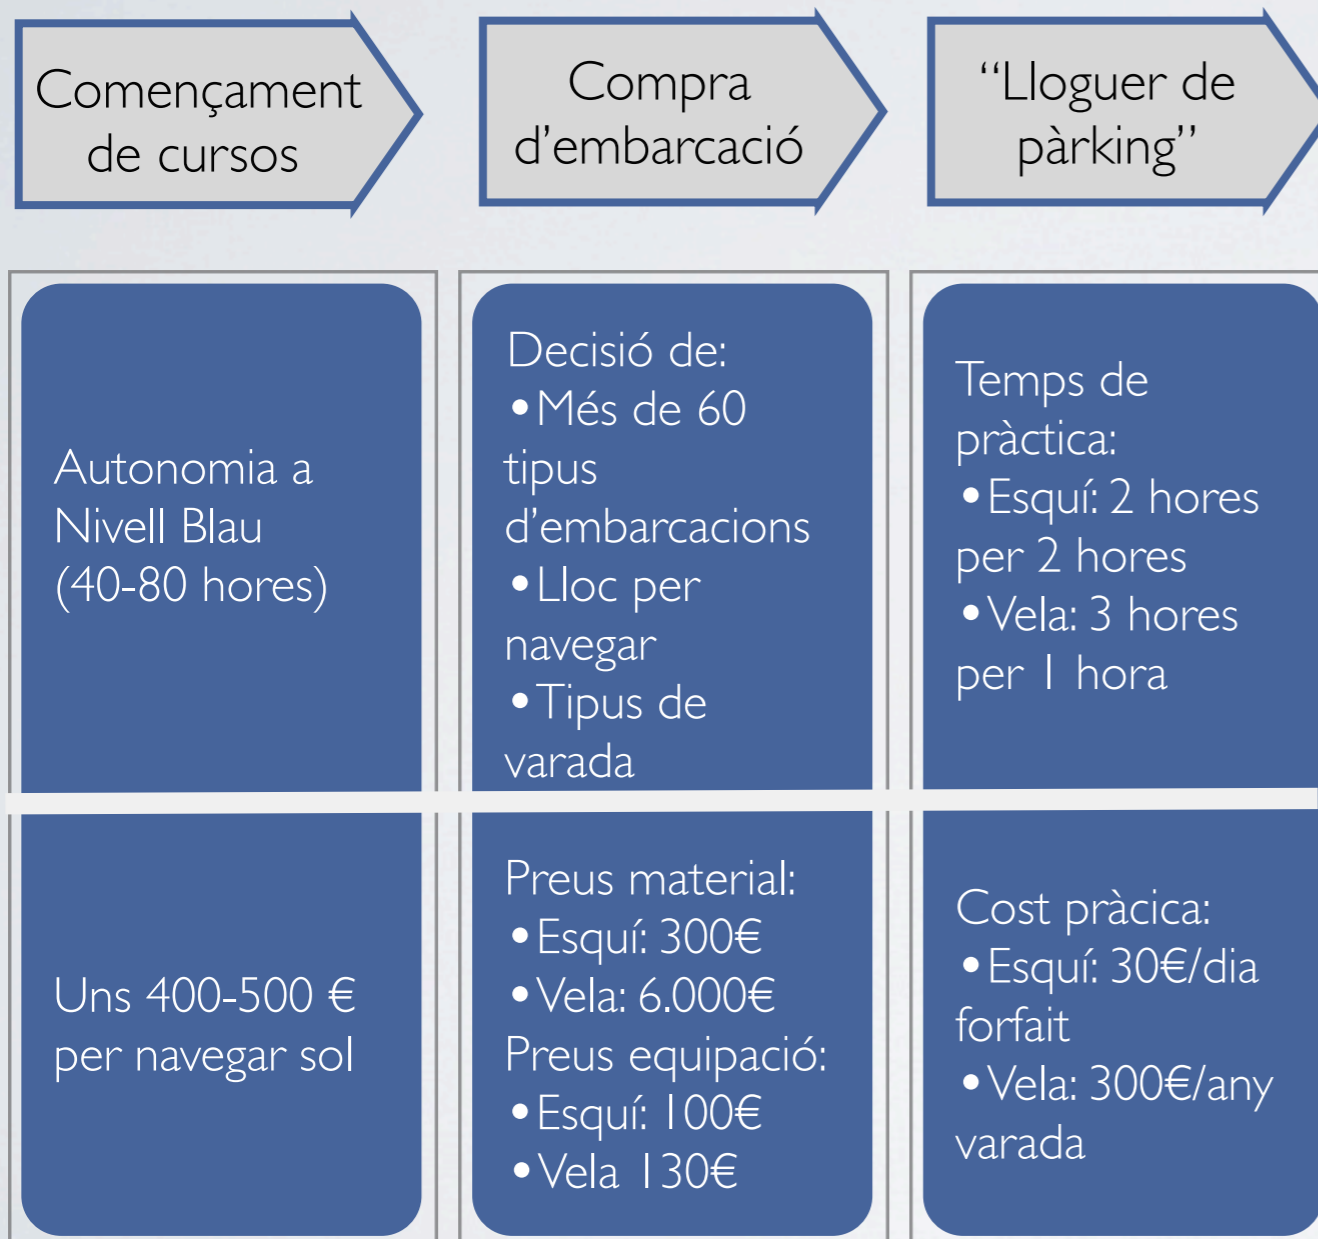 Començament
de cursos
Compra
d’embarcació
“Lloguer de
pàrking”
Autonomia a
Nivell Blau
(40-80 hores)
Decisió de:
•Més de 60
tipus
d’embarcacions
•Lloc per
navegar
•Tipus de
varada
Temps de
pràctica:
•Esquí: 2 hores
per 2 hores
•Vela: 3 hores
per 1 hora
Uns 400-500 €
per navegar sol
Preus material:
•Esquí: 300€
•Vela: 6.000€
Preus equipació:
•Esquí: 100€
•Vela 130€
Cost pràcica:
•Esquí: 30€/dia
forfait
•Vela: 300€/any
varada